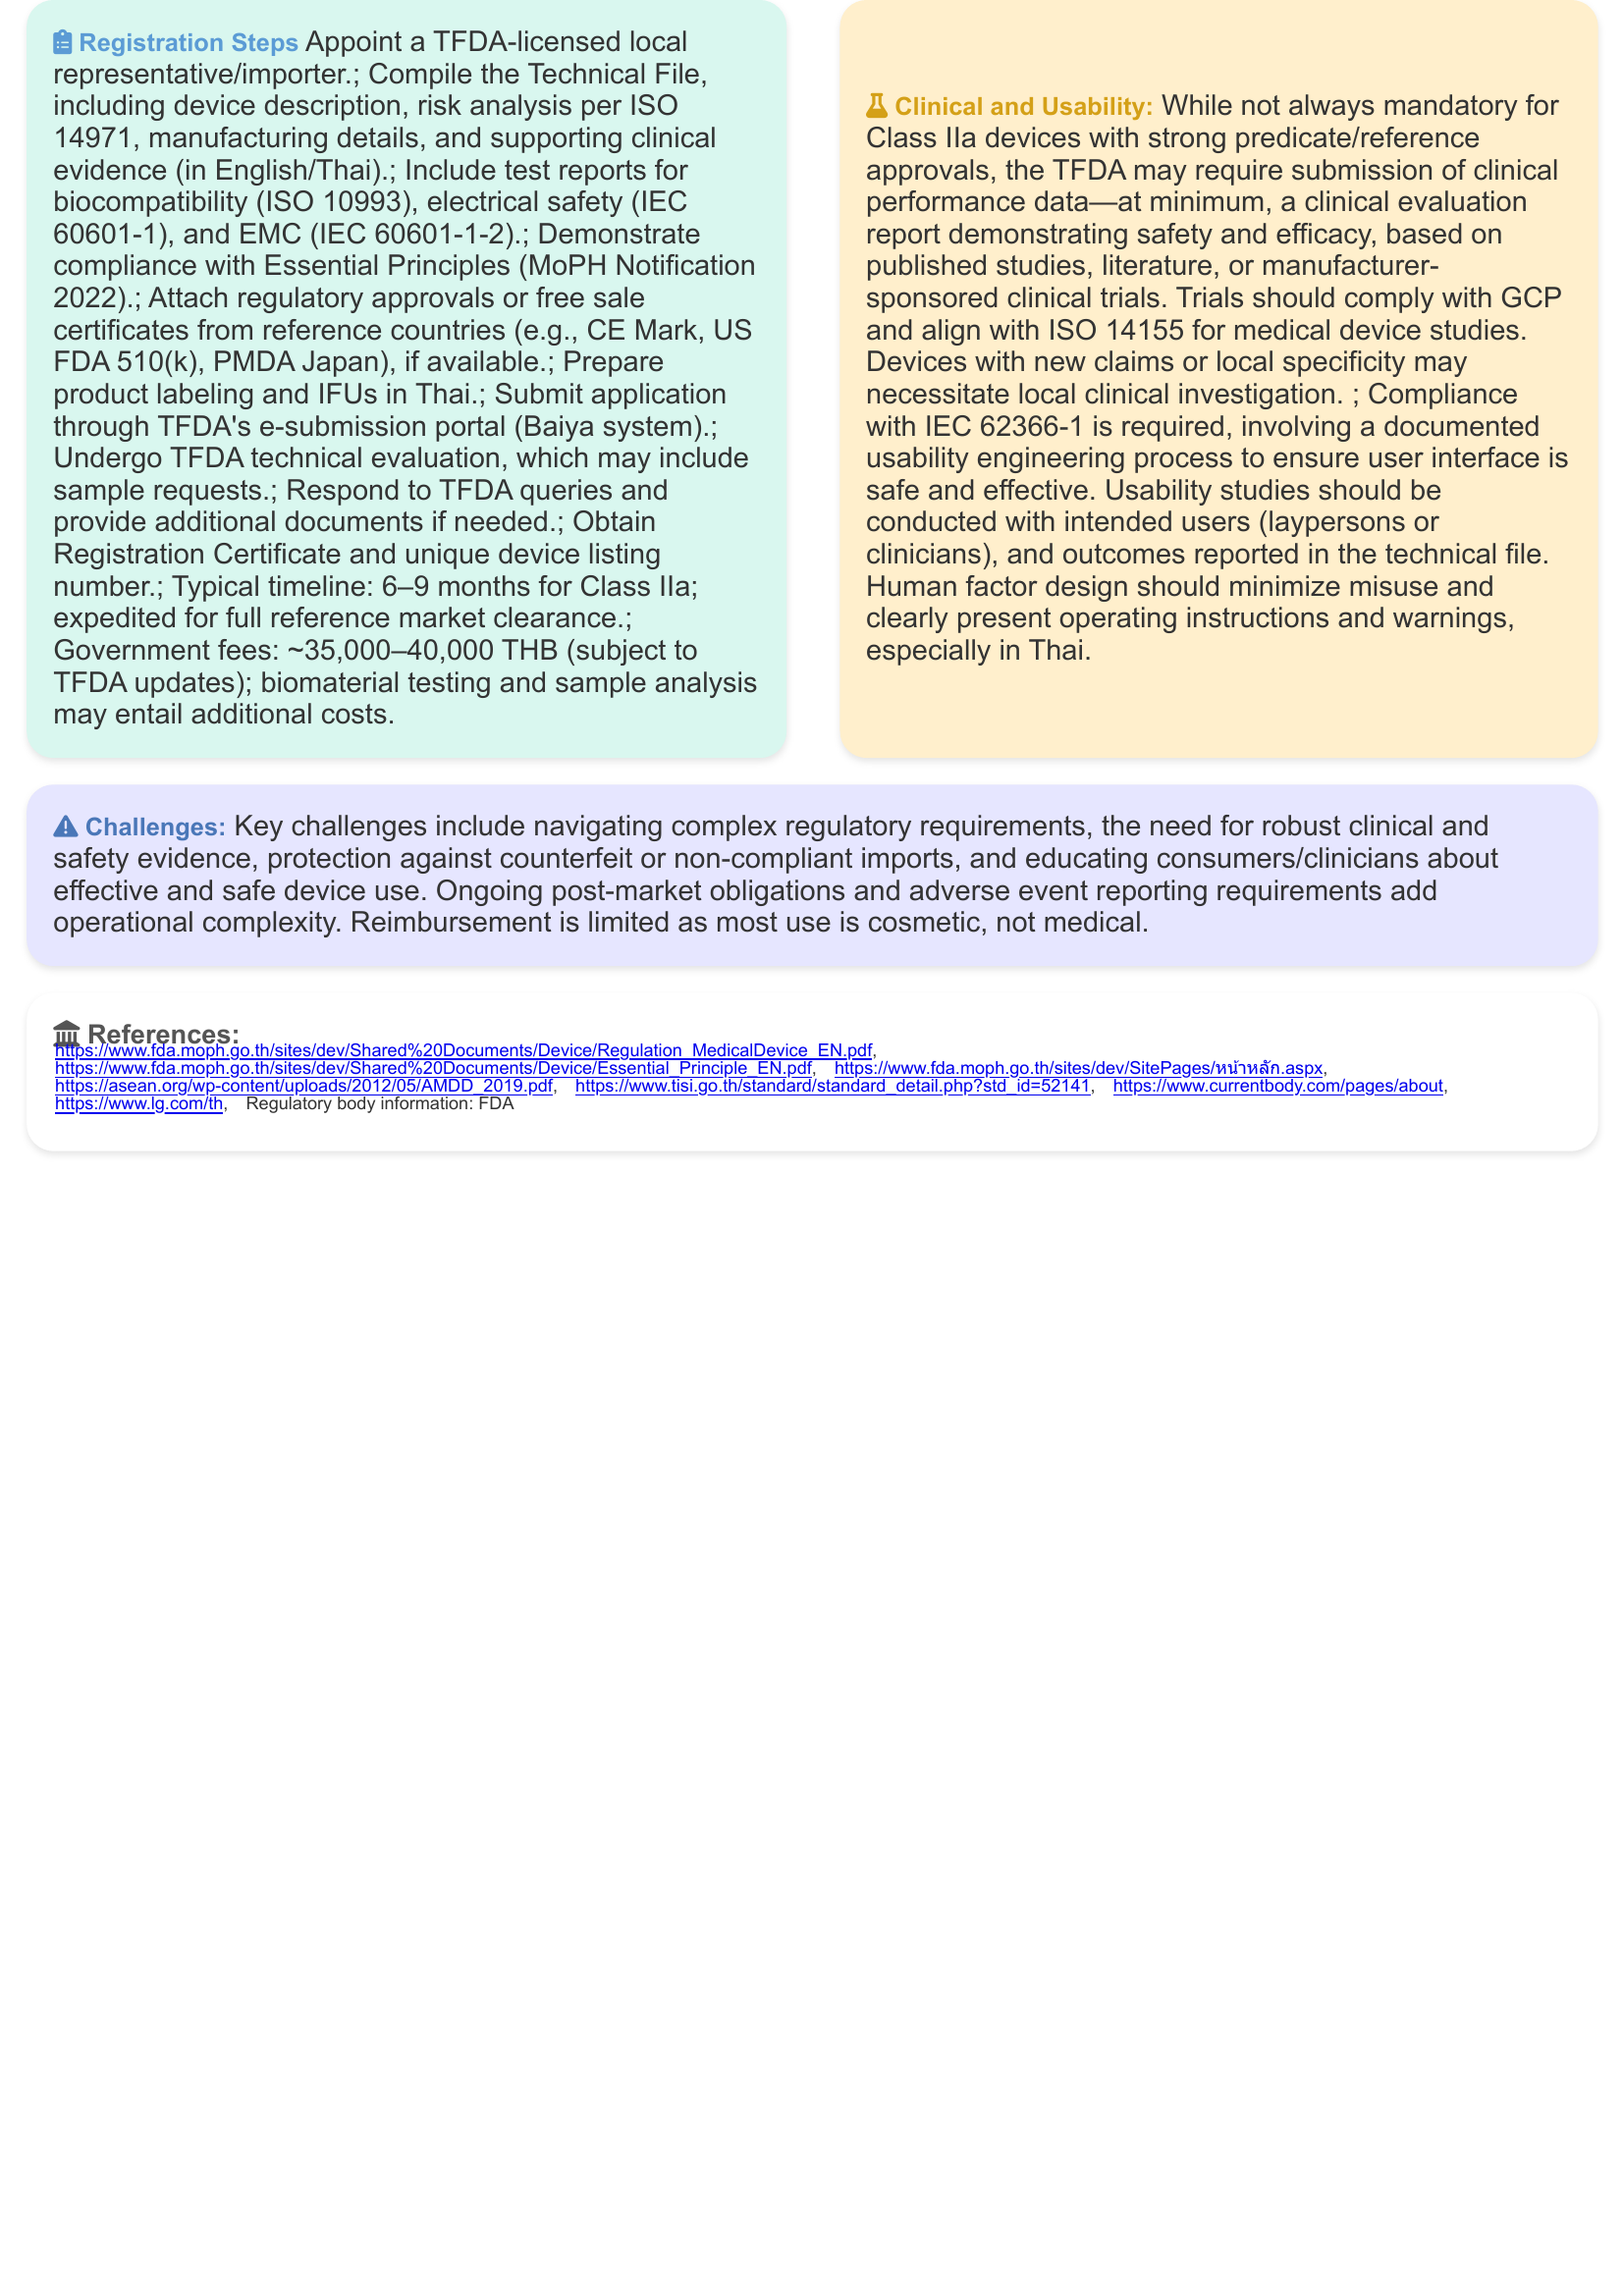 Registration Steps Appoint a TFDA-licensed local
representative/importer.; Compile the Technical File,
including device description, risk analysis per ISO
14971, manufacturing details, and supporting clinical
evidence (in English/Thai).; Include test reports for
biocompatibility (ISO 10993), electrical safety (IEC
60601-1), and EMC (IEC 60601-1-2).; Demonstrate
compliance with Essential Principles (MoPH Notification
2022).; Attach regulatory approvals or free sale
certificates from reference countries (e.g., CE Mark, US
FDA 510(k), PMDA Japan), if available.; Prepare
product labeling and IFUs in Thai.; Submit application
through TFDA's e-submission portal (Baiya system).;
Undergo TFDA technical evaluation, which may include
sample requests.; Respond to TFDA queries and
provide additional documents if needed.; Obtain
Registration Certificate and unique device listing
number.; Typical timeline: 6–9 months for Class IIa;
expedited for full reference market clearance.;
Government fees: ~35,000–40,000 THB (subject to
TFDA updates); biomaterial testing and sample analysis
may entail additional costs.
Clinical and Usability: While not always mandatory for
Class IIa devices with strong predicate/reference
approvals, the TFDA may require submission of clinical
performance data—at minimum, a clinical evaluation
report demonstrating safety and efficacy, based on
published studies, literature, or manufacturer-
sponsored clinical trials. Trials should comply with GCP
and align with ISO 14155 for medical device studies.
Devices with new claims or local specificity may
necessitate local clinical investigation. ; Compliance
with IEC 62366-1 is required, involving a documented
usability engineering process to ensure user interface is
safe and effective. Usability studies should be
conducted with intended users (laypersons or
clinicians), and outcomes reported in the technical file.
Human factor design should minimize misuse and
clearly present operating instructions and warnings,
especially in Thai.
Challenges: Key challenges include navigating complex regulatory requirements, the need for robust clinical and
safety evidence, protection against counterfeit or non-compliant imports, and educating consumers/clinicians about
effective and safe device use. Ongoing post-market obligations and adverse event reporting requirements add
operational complexity. Reimbursement is limited as most use is cosmetic, not medical.
References:
https://www.fda.moph.go.th/sites/dev/Shared%20Documents/Device/Regulation_MedicalDevice_EN.pdf,
https://www.fda.moph.go.th/sites/dev/Shared%20Documents/Device/Essential_Principle_EN.pdf, https://www.fda.moph.go.th/sites/dev/SitePages/หน้าหลัก.aspx,
https://asean.org/wp-content/uploads/2012/05/AMDD_2019.pdf, https://www.tisi.go.th/standard/standard_detail.php?std_id=52141, https://www.currentbody.com/pages/about,
https://www.lg.com/th, Regulatory body information: FDA